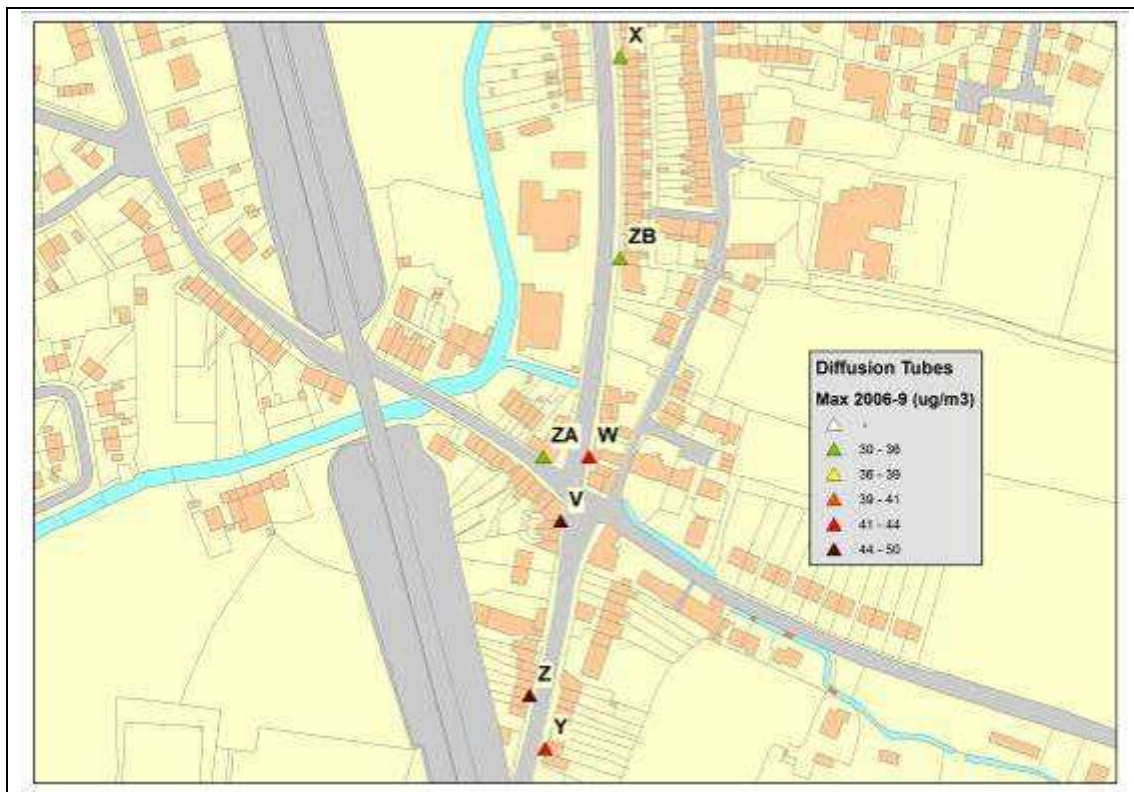 X
ZB
Diffusion Tubes
Max 2006-9 (ug/m3)
-
30 - 36
36 - 39
39 - 41
41 - 44
44 - 50
ZA W
V
Z
Y